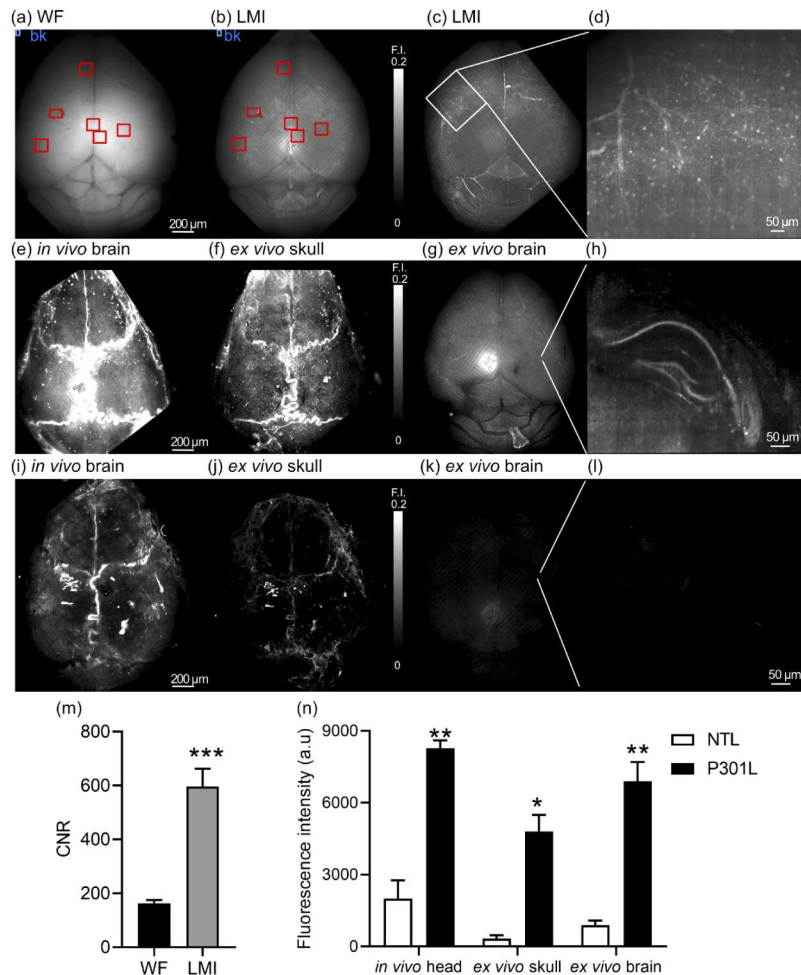 (a) WF
(b) LMI
(c) LMI
(d)
bk
bk
F.I.
0.2
0
200 µm
200 µm
50 µm
(e) in vivo brain
(f) ex vivo skull
(g) ex vivo brain
(h)
F.I.
0.2
0
200 µm
50 µm
(i) in vivo brain
(j) ex vivo skull
(k) ex vivo brain
(l)
F.I.
0.2
0
200 µm
50 µm
(m)
800
600
400
200
0
CNR
***
WF
LMI
(n)
9000
6000
3000
0
Fluorescence intensity (a.u)
**
*
**
in vivo head
ex vivo skull
ex vivo brain
NTL
P301L